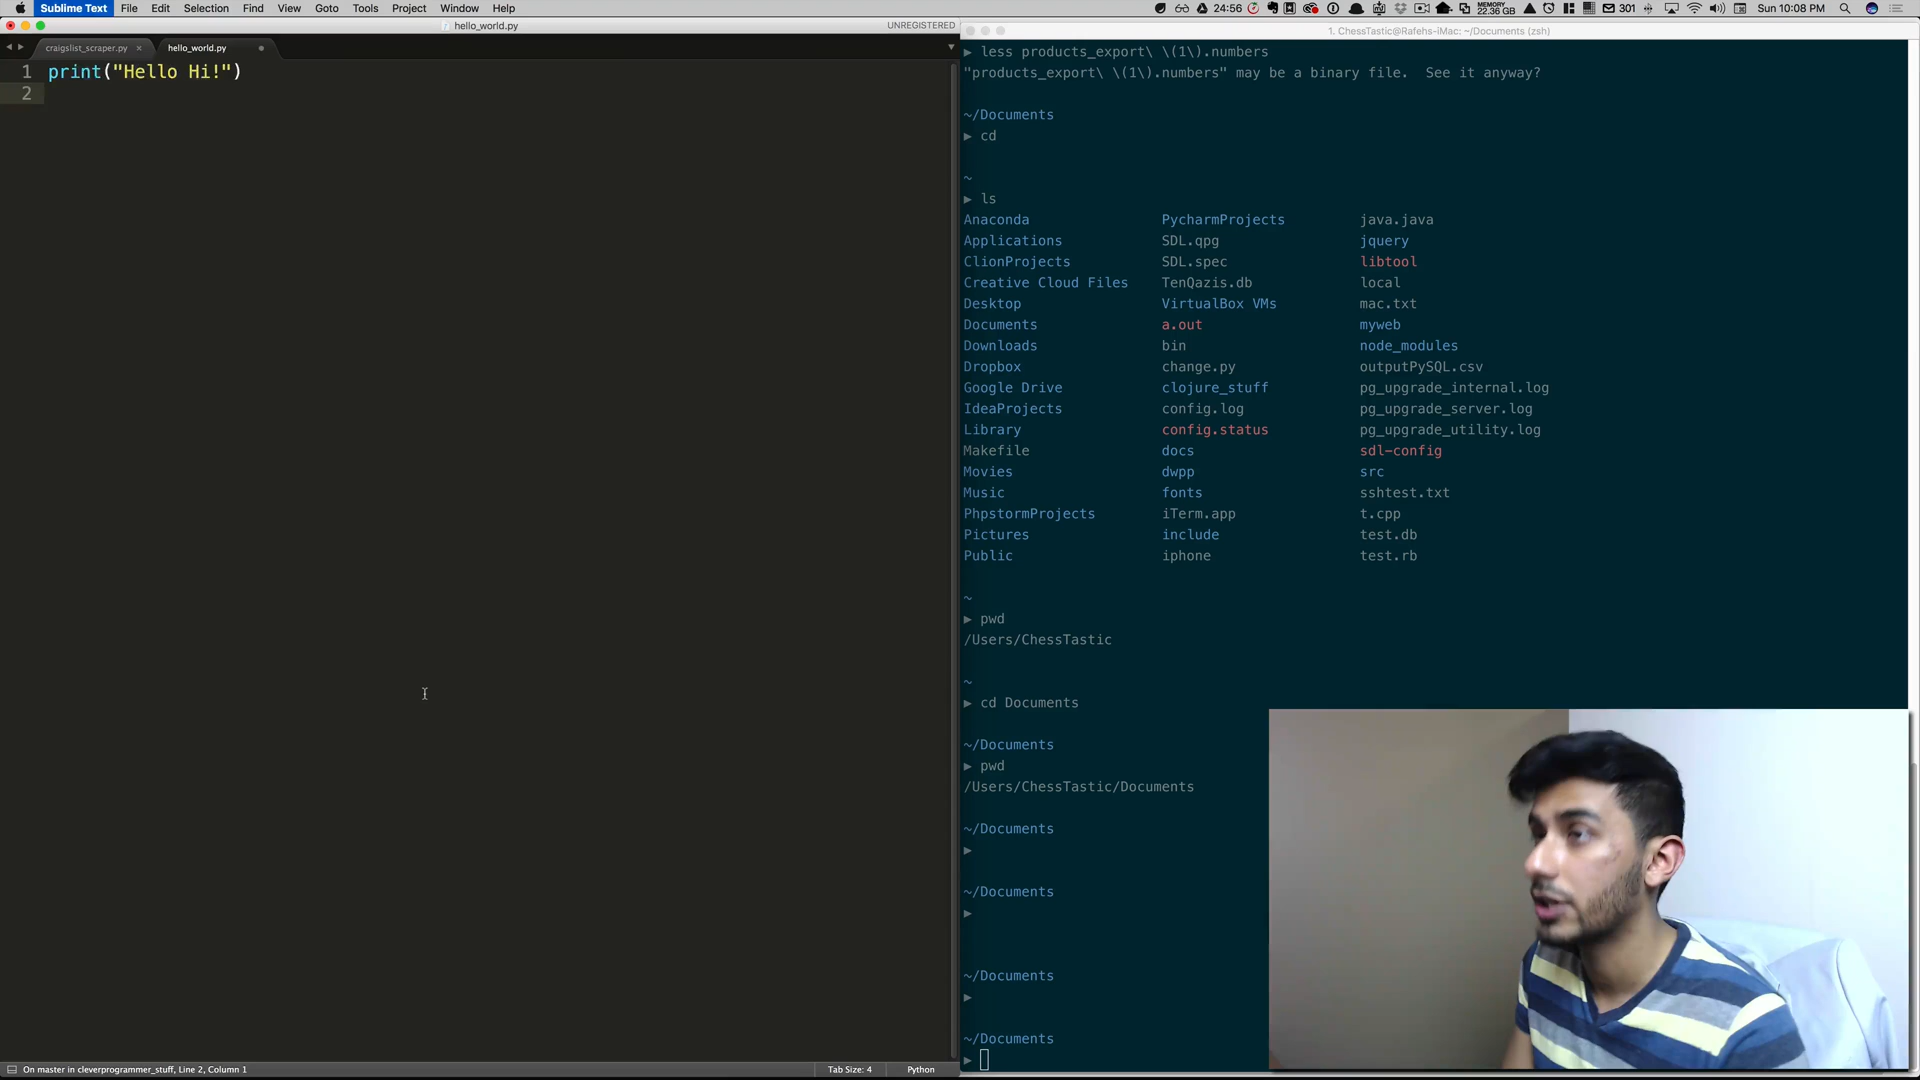 Sublime Text File Edit Selection Find View Goto Tools Project Window Help 24:56 MEMORY 22.36 GB 301 Sun 10:08 PM
hello_world.py UNREGISTERED
craigslist_scraper.py hello_world.py
1 print("Hello Hi!")
2
On master in cleverprogrammer_stuff, Line 2, Column 1 Tab Size: 4 Python
1. ChessTastic@Rafehs-iMac: ~/Documents (zsh)
▶ less products_export\ \(1\).numbers
"products_export\ \(1\).numbers" may be a binary file. See it anyway?
~/Documents
▶ cd
~
▶ ls
Anaconda PycharmProjects java.java
Applications SDL.qpg jquery
ClionProjects SDL.spec libtool
Creative Cloud Files TenQazis.db local
Desktop VirtualBox VMs mac.txt
Documents a.out myweb
Downloads bin node_modules
Dropbox change.py outputPySQL.csv
Google Drive clojure_stuff pg_upgrade_internal.log
IdeaProjects config.log pg_upgrade_server.log
Library config.status pg_upgrade_utility.log
Makefile docs sdl-config
Movies dwpp src
Music fonts sshtest.txt
PhpstormProjects iTerm.app t.cpp
Pictures include test.db
Public iphone test.rb
~
▶ pwd
/Users/ChessTastic
~
▶ cd Documents
~/Documents
▶ pwd
/Users/ChessTastic/Documents
~/Documents
▶
~/Documents
▶
~/Documents
▶
~/Documents
▶